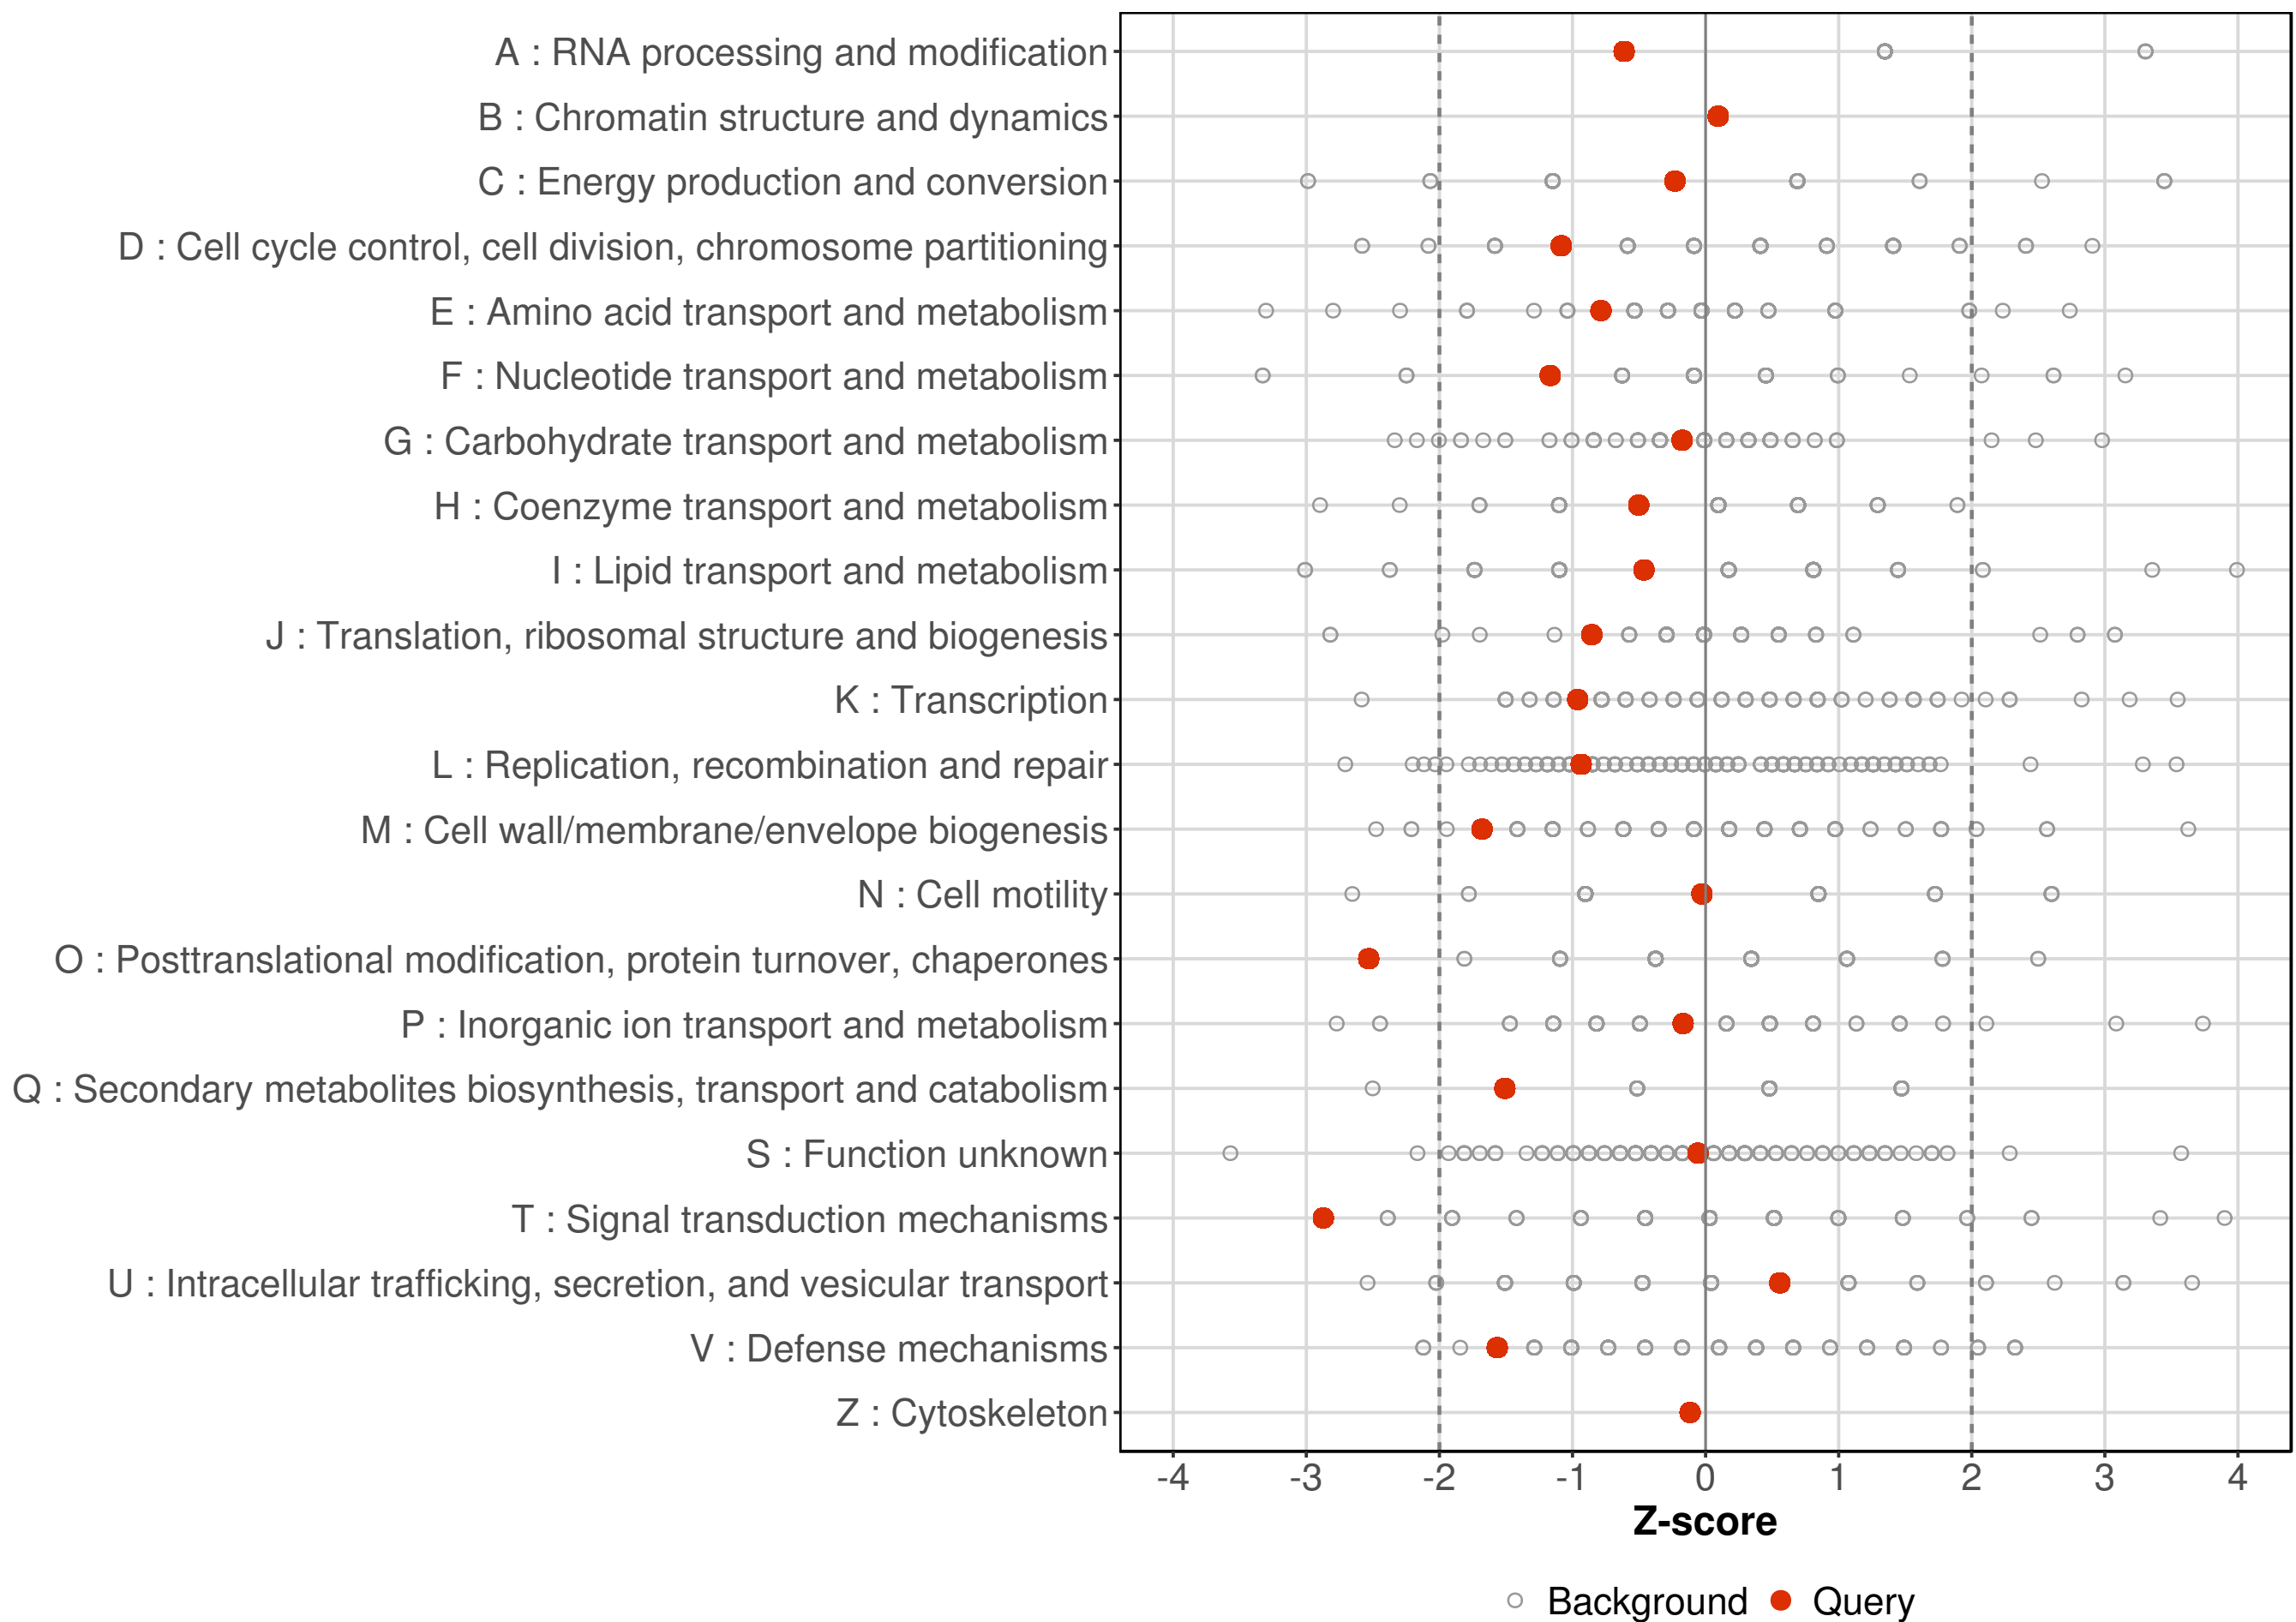 A : RNA processing and modification
B : Chromatin structure and dynamics
C : Energy production and conversion
D : Cell cycle control, cell division, chromosome partitioning
E : Amino acid transport and metabolism
F : Nucleotide transport and metabolism
G : Carbohydrate transport and metabolism
H : Coenzyme transport and metabolism
I : Lipid transport and metabolism
J : Translation, ribosomal structure and biogenesis
K : Transcription
L : Replication, recombination and repair
M : Cell wall/membrane/envelope biogenesis
N : Cell motility
O : Posttranslational modification, protein turnover, chaperones
P : Inorganic ion transport and metabolism
Q : Secondary metabolites biosynthesis, transport and catabolism
S : Function unknown
T : Signal transduction mechanisms
U : Intracellular trafficking, secretion, and vesicular transport
V : Defense mechanisms
Z : Cytoskeleton
-4 -3 -2 -1 0 1 2 3 4
Z-score
Background Query